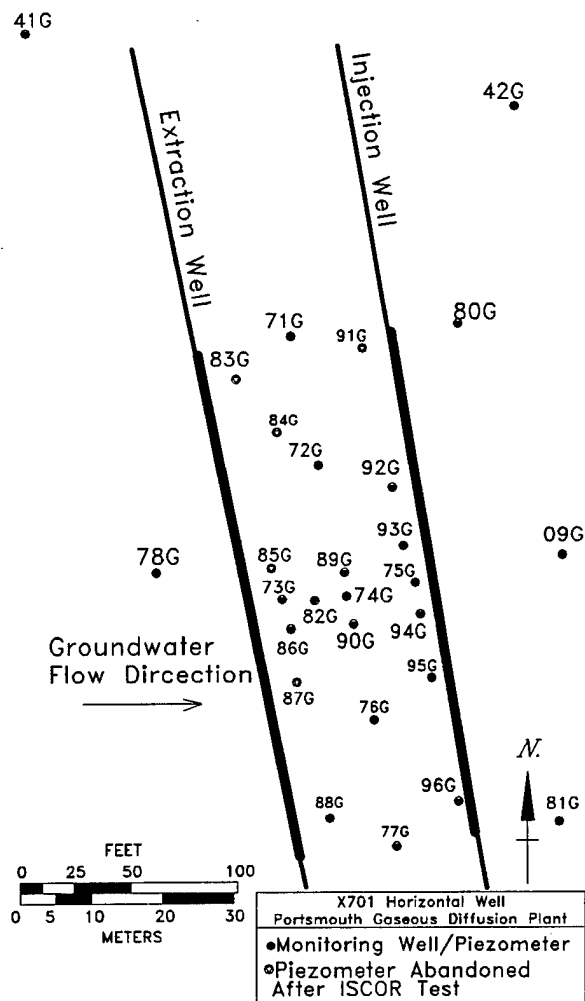 41G
42G
Extraction Well
Injection Well
71G
91G
80G
83G
84G
72G
92G
93G
09G
78G
85G
89G
75G
73G
74G
82G
94G
86G
90G
Groundwater
Flow Dircection
95G
87G
76G
N.
96G
88G
81G
77G
FEET
0 25 50 100
0 5 10 20 30
METERS
X701 Horizontal Well
Portsmouth Gaseous Diffusion Plant
Monitoring Well/Piezometer
Piezometer Abandoned
After ISCOR Test